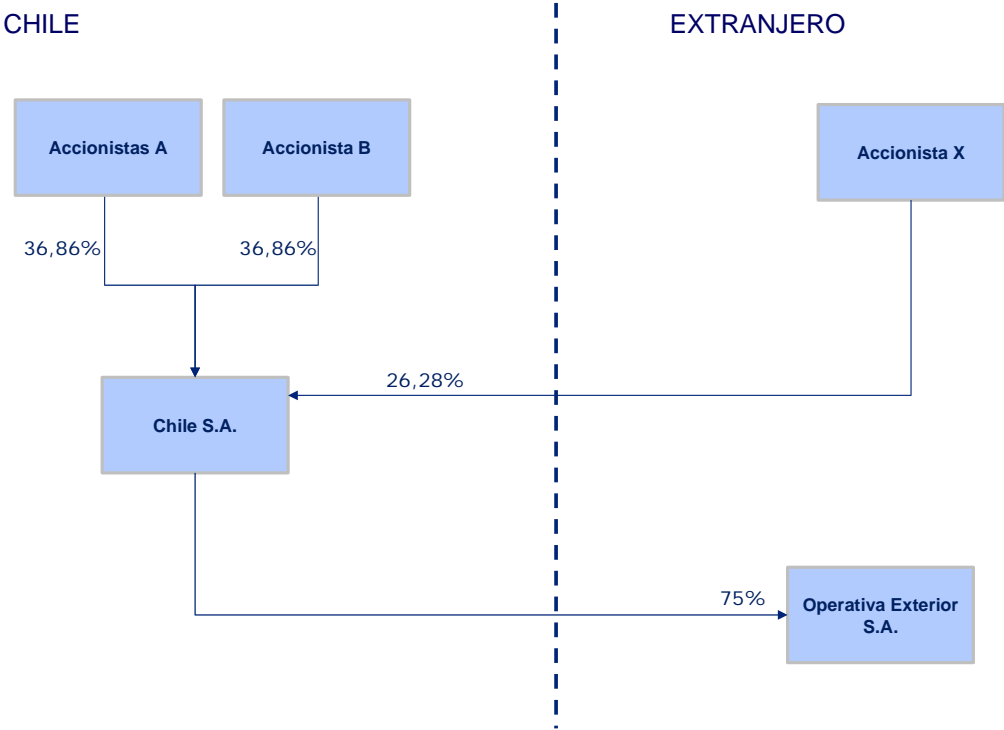 CHILE
EXTRANJERO
Accionistas A
Accionista B
Accionista X
36,86%
36,86%
26,28%
Chile S.A.
75%
Operativa Exterior
S.A.